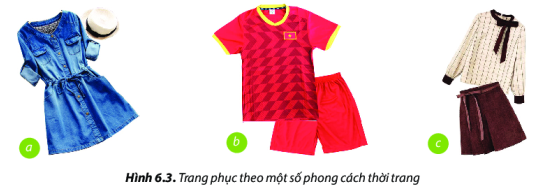 a
b
c
Hình 6.3. Trang phục theo một số phong cách thời trang